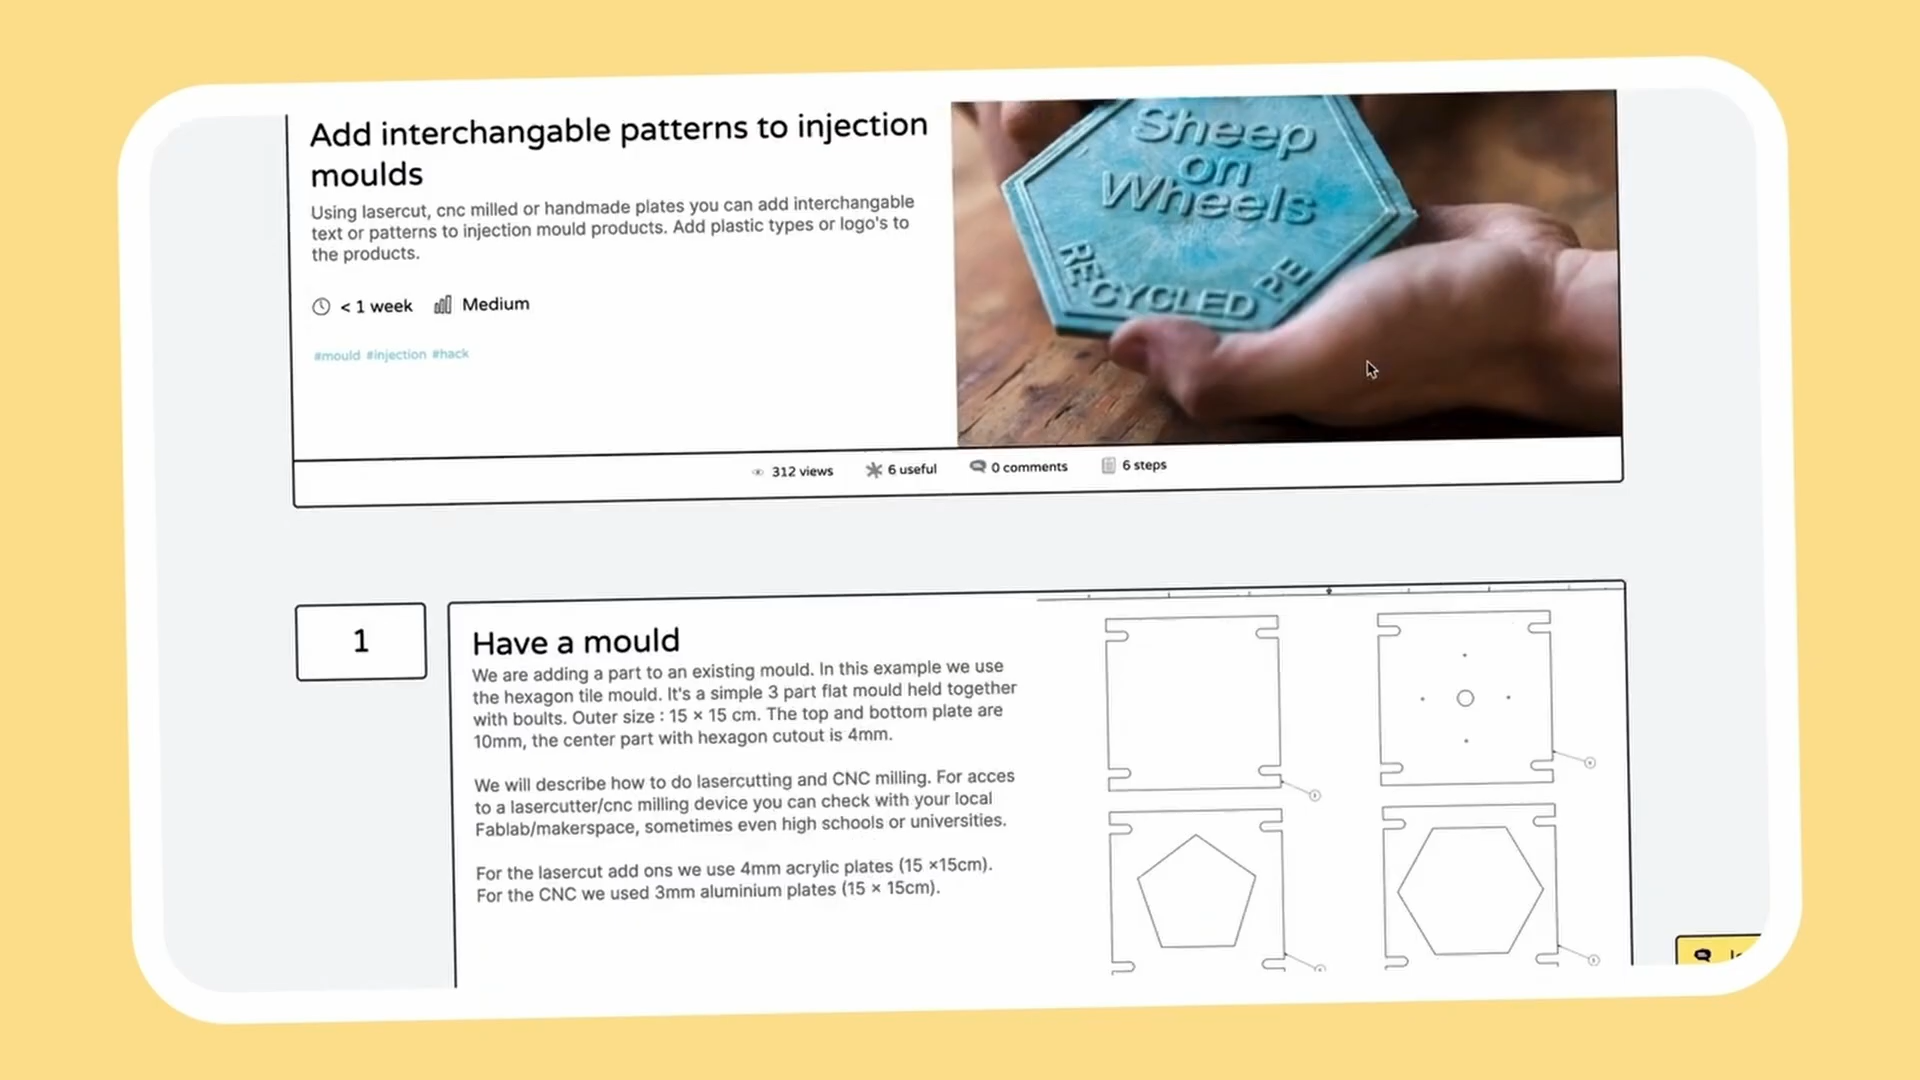 Add interchangable patterns to injection
moulds
Using lasercut, cnc milled or handmade plates you can add interchangable
text or patterns to injection mould products. Add plastic types or logo's to
the products.
< 1 week Medium
#mould #injection #hack
Sheep
on
Wheels
RECYCLED PE
312 views 6 useful 0 comments 6 steps
1
Have a mould
We are adding a part to an existing mould. In this example we use
the hexagon tile mould. It's a simple 3 part flat mould held together
with boults. Outer size : 15 × 15 cm. The top and bottom plate are
10mm, the center part with hexagon cutout is 4mm.
We will describe how to do lasercutting and CNC milling. For acces
to a lasercutter/cnc milling device you can check with your local
Fablab/makerspace, sometimes even high schools or universities.
For the lasercut add ons we use 4mm acrylic plates (15 ×15cm).
For the CNC we used 3mm aluminium plates (15 × 15cm).